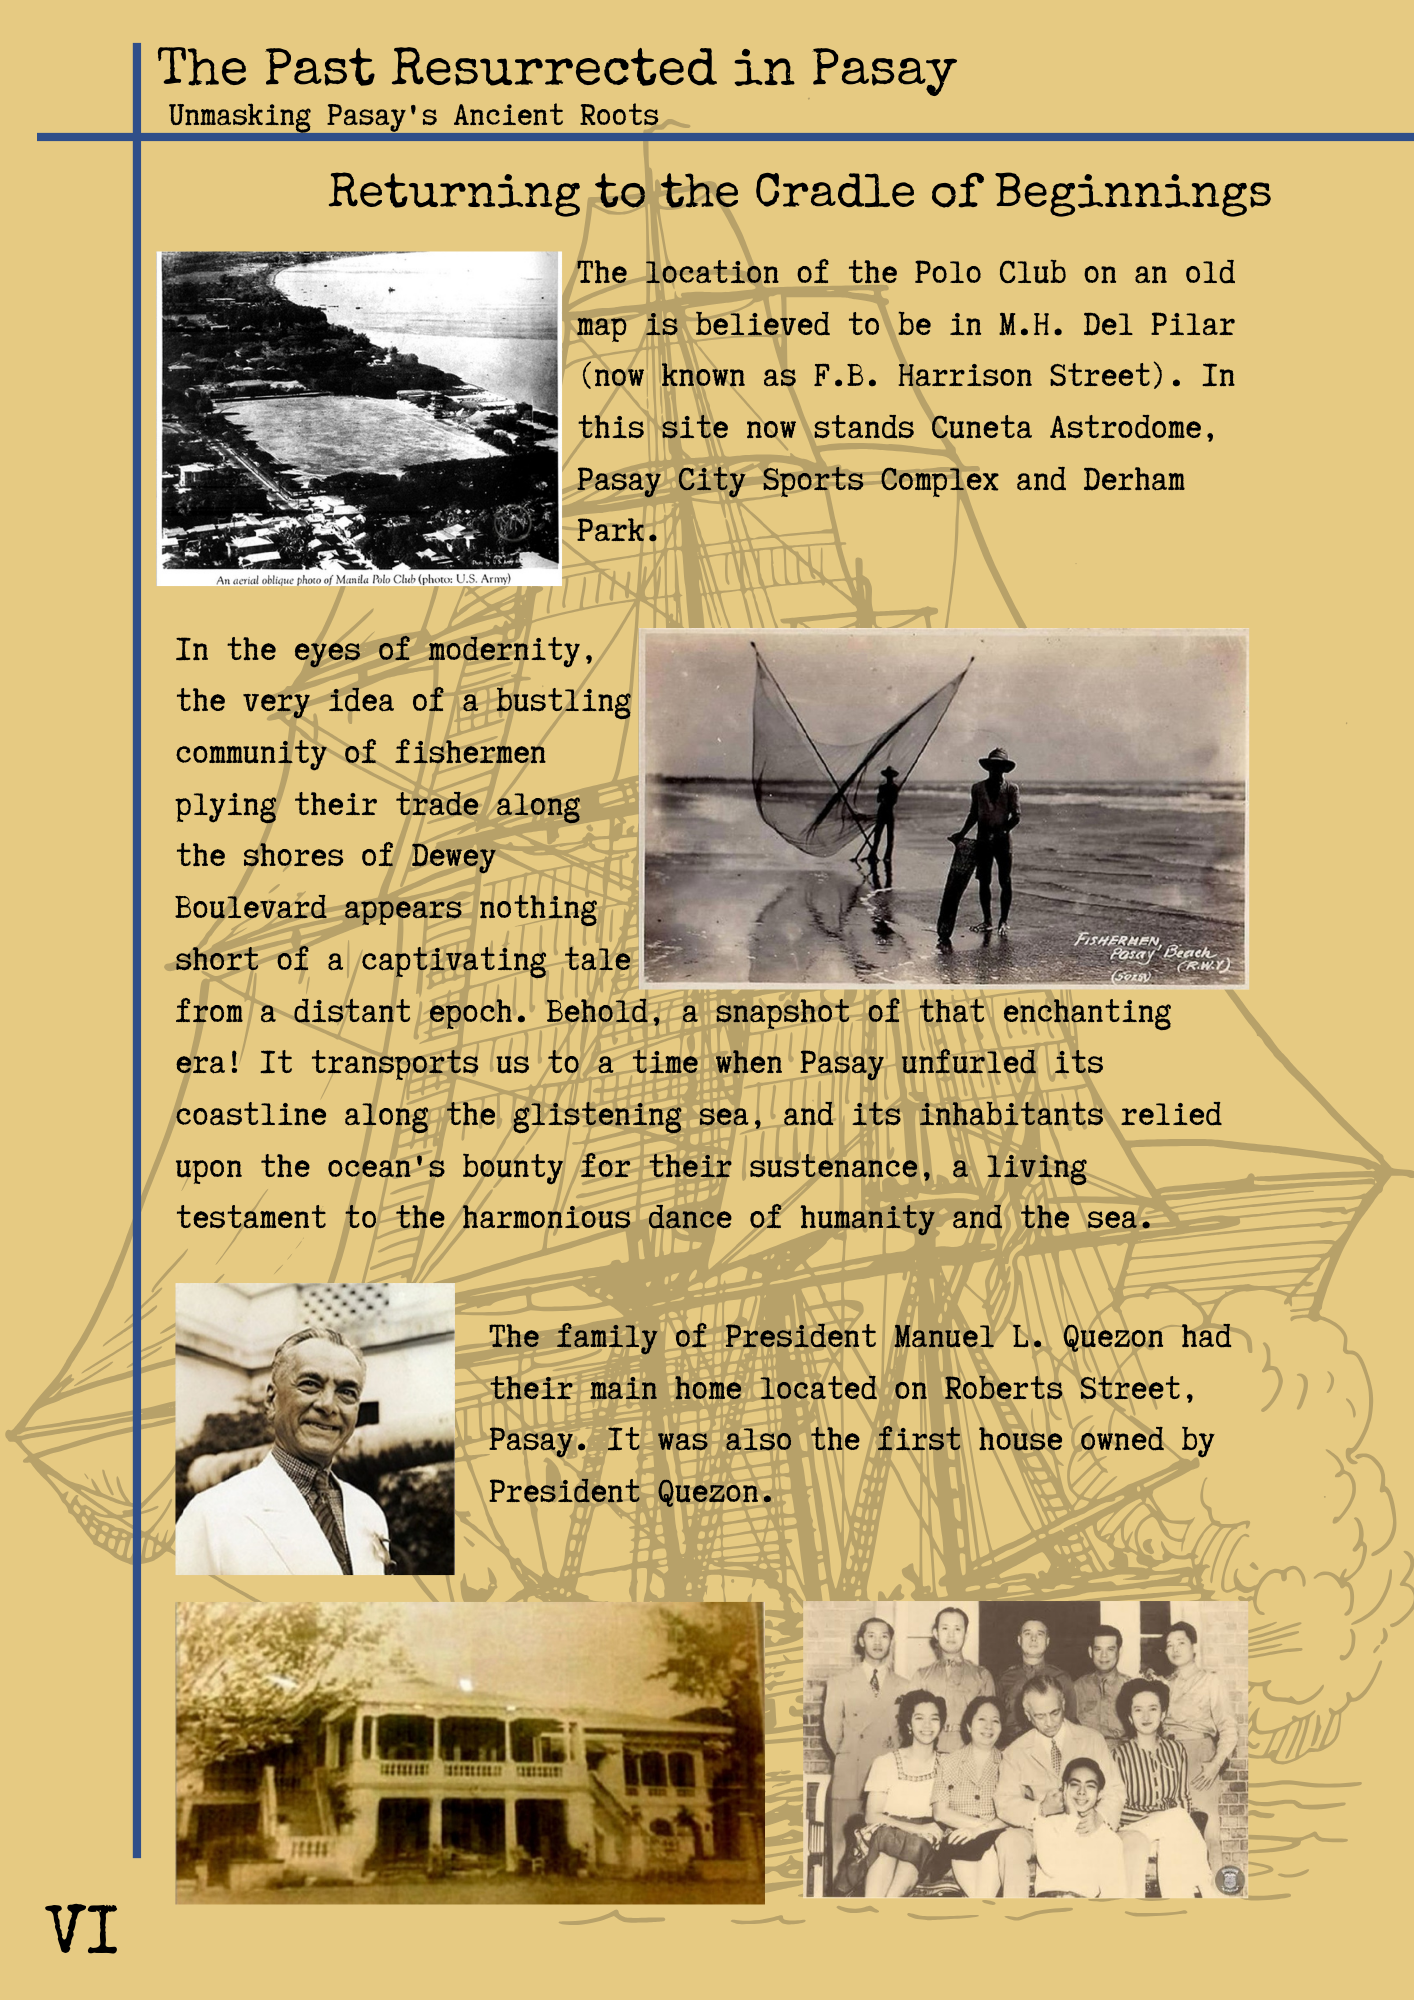 The Past Resurrected in Pasay
Unmasking Pasay's Ancient Roots
Returning to the Cradle of Beginnings
The location of the Polo Club on an old
map is believed to be in M.H. Del Pilar
(now known as F.B. Harrison Street). In
this site now stands Cuneta Astrodome,
Pasay City Sports Complex and Derham
Park.
An aerial oblique photo of Manila Polo Club (photo: U.S. Army)
In the eyes of modernity,
the very idea of a bustling
community of fishermen
plying their trade along
the shores of Dewey
Boulevard appears nothing
short of a captivating tale
from a distant epoch. Behold, a snapshot of that enchanting
era! It transports us to a time when Pasay unfurled its
coastline along the glistening sea, and its inhabitants relied
upon the ocean's bounty for their sustenance, a living
testament to the harmonious dance of humanity and the sea.
FISHERMEN,
Pasay Beach
(R.W.Y)
The family of President Manuel L. Quezon had
their main home located on Roberts Street,
Pasay. It was also the first house owned by
President Quezon.
VI